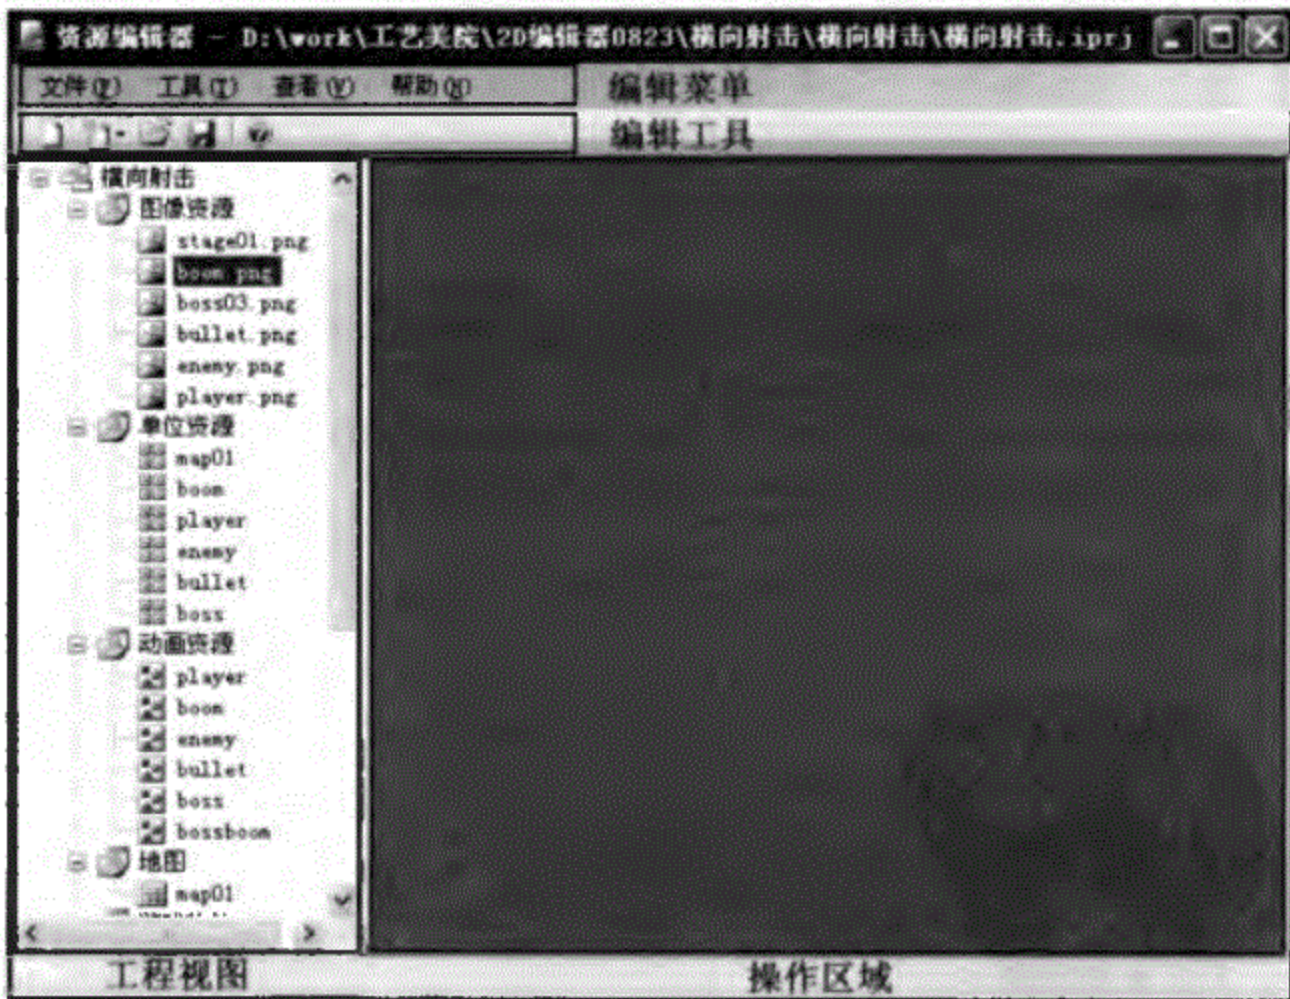 资源编辑器 - D:\work\工艺美院\2D编辑器0823\横向射击\横向射击\横向射击.iprj
文件(F) 工具(T) 查看(V) 帮助(H) 编辑菜单
编辑工具
横向射击
图像资源
stage01.png
boom.png
boss03.png
bullet.png
enemy.png
player.png
单位资源
map01
boom
player
enemy
bullet
boss
动画资源
player
boom
enemy
bullet
boss
bossboom
地图
map01
工程视图 操作区域